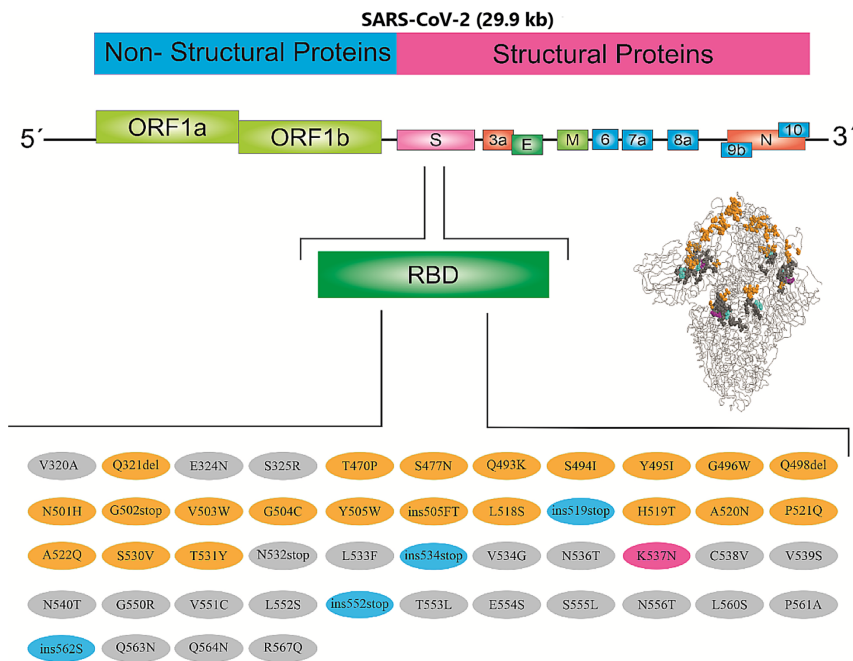 SARS-CoV-2 (29.9 kb)
Non- Structural Proteins Structural Proteins
5´ ORF1a ORF1b S 3a E M 6 7a 8a 9b N 10 3´
RBD
V320A Q321del E324N S325R T470P S477N Q493K S494I Y495I G496W Q498del
N501H G502stop V503W G504C Y505W ins505FT L518S ins519stop H519T A520N P521Q
A522Q S530V T531Y N532stop L533F ins534stop V534G N536T K537N C538V V539S
N540T G550R V551C L552S ins552stop T553L E554S S555L N556T L560S P561A
ins562S Q563N Q564N R567Q